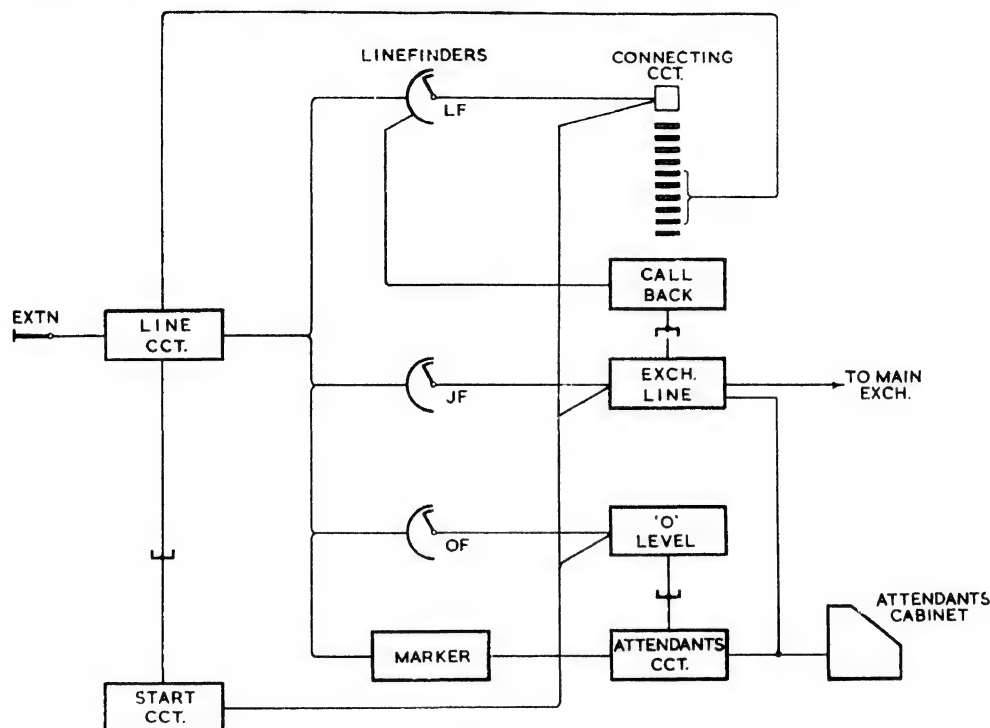 LINEFINDERS
CONNECTING
CCT.
LF
CALL
BACK
EXTN
LINE
CCT.
JF
EXCH.
LINE
TO MAIN
EXCH.
OF
'O'
LEVEL
MARKER
ATTENDANTS
CCT.
ATTENDANTS
CABINET
START
CCT.